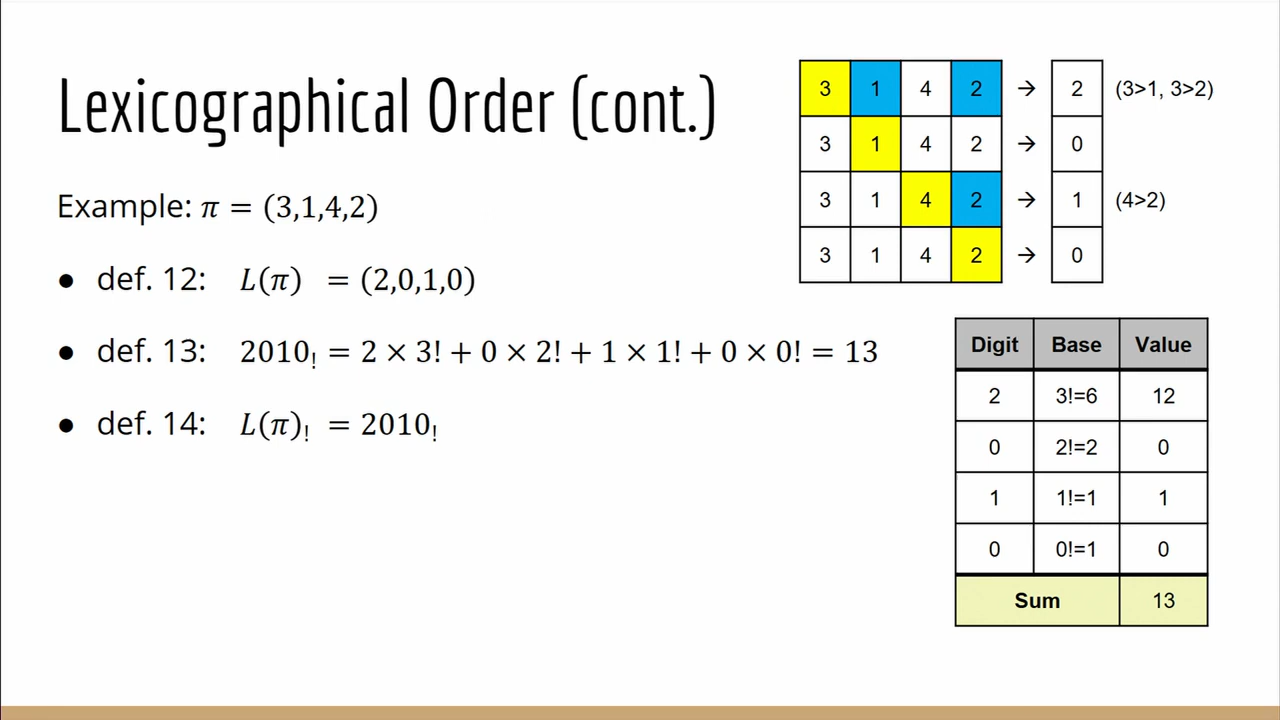 Lexicographical Order (cont.)
Example: π = (3,1,4,2)
● def. 12: L(π) = (2,0,1,0)
● def. 13: 2010! = 2 × 3! + 0 × 2! + 1 × 1! + 0 × 0! = 13
● def. 14: L(π)! = 2010!
3 1 4 2 → 2 (3>1, 3>2)
3 1 4 2 → 0
3 1 4 2 → 1 (4>2)
3 1 4 2 → 0
Digit Base Value
2 3!=6 12
0 2!=2 0
1 1!=1 1
0 0!=1 0
Sum 13